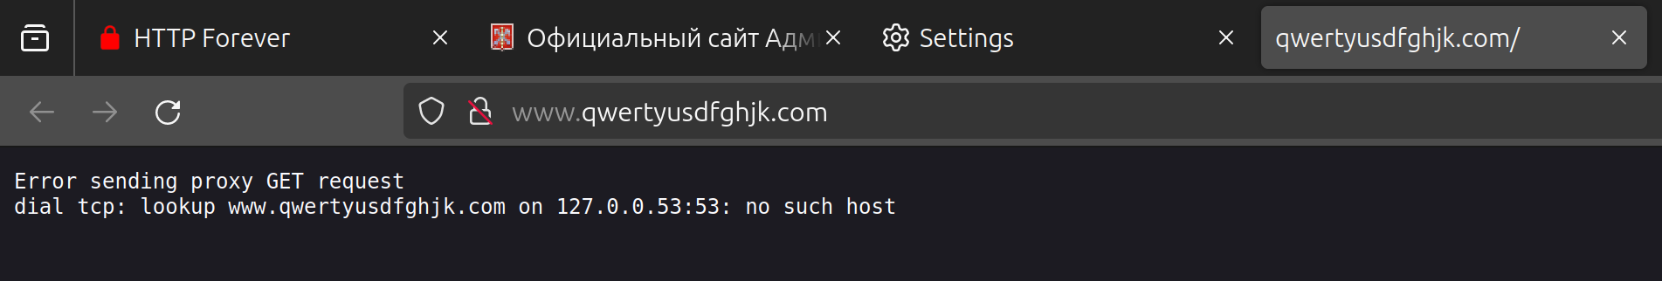 HTTP Forever
Официальный сайт Адми
Settings
qwertyusdfghjk.com/
www.qwertyusdfghjk.com
Error sending proxy GET request
dial tcp: lookup www.qwertyusdfghjk.com on 127.0.0.53:53: no such host